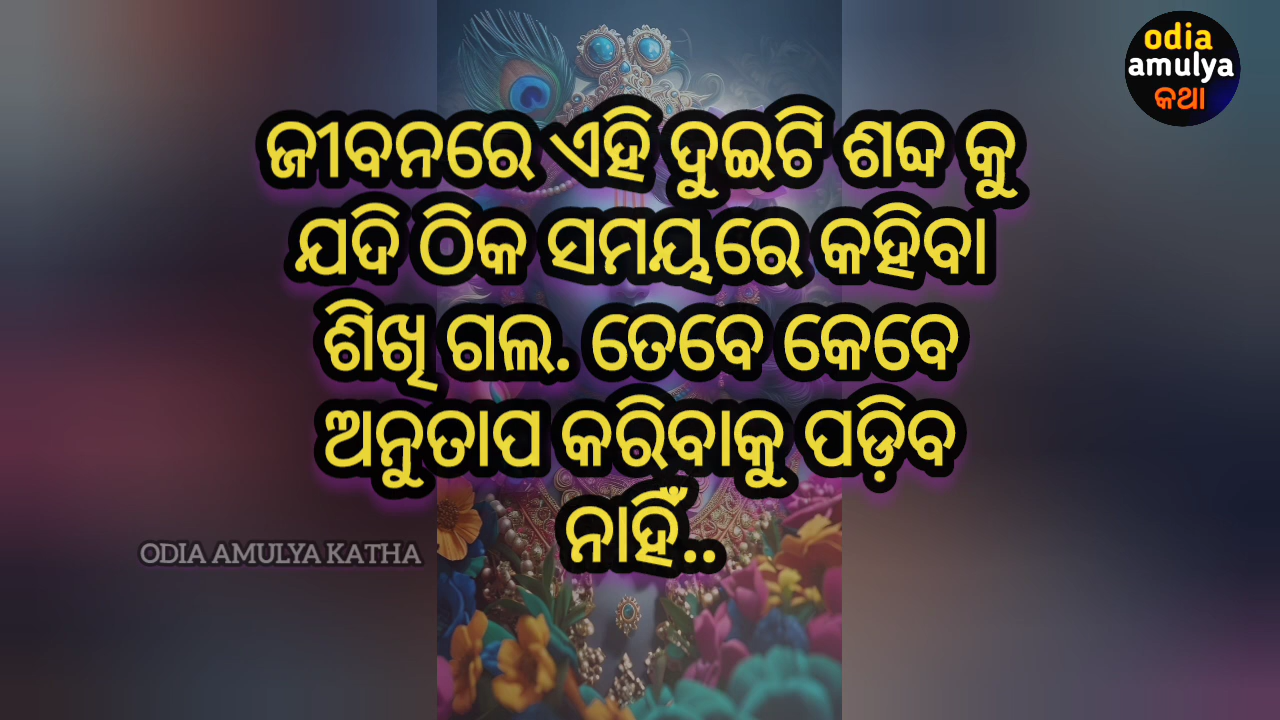 odia
amulya
କଥା
ଜୀବନରେ ଏହି ଦୁଇଟି ଶବ୍ଦ କୁ
ଯଦି ଠିକ ସମୟରେ କହିବା
ଶିଖି ଗଲ. ତେବେ କେବେ
ଅନୁତାପ କରିବାକୁ ପଡ଼ିବ
ନାହିଁ..
ODIA AMULYA KATHA